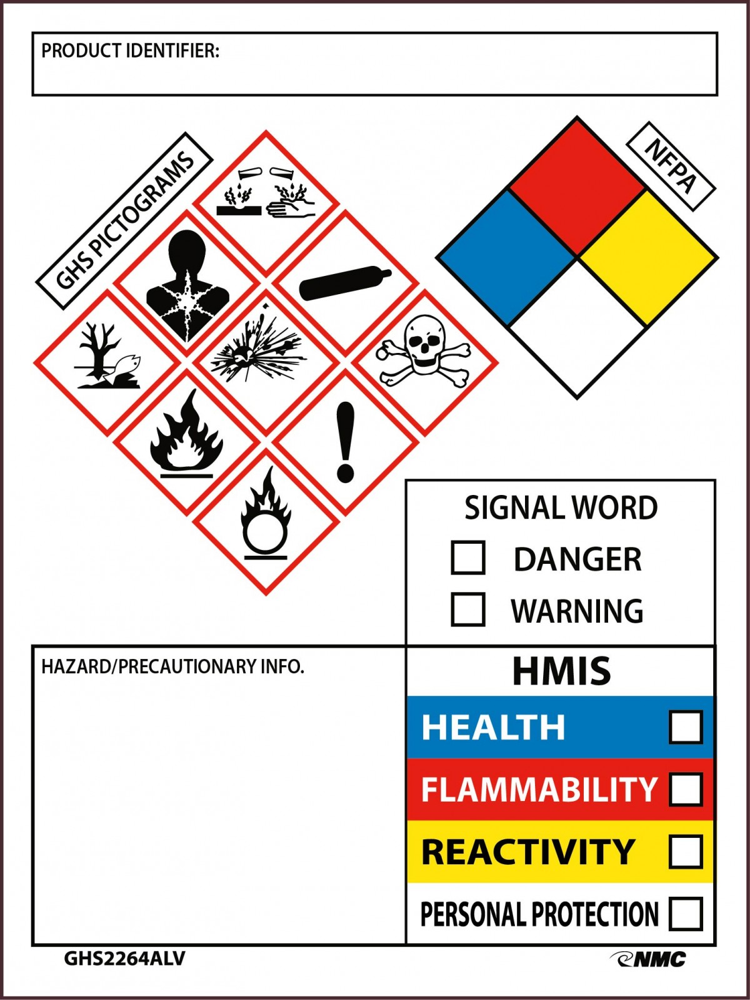 PRODUCT IDENTIFIER:
GHS PICTOGRAMS
NFPA
SIGNAL WORD
DANGER
WARNING
HAZARD/PRECAUTIONARY INFO.
HMIS
HEALTH
FLAMMABILITY
REACTIVITY
PERSONAL PROTECTION
GHS2264ALV
NMC